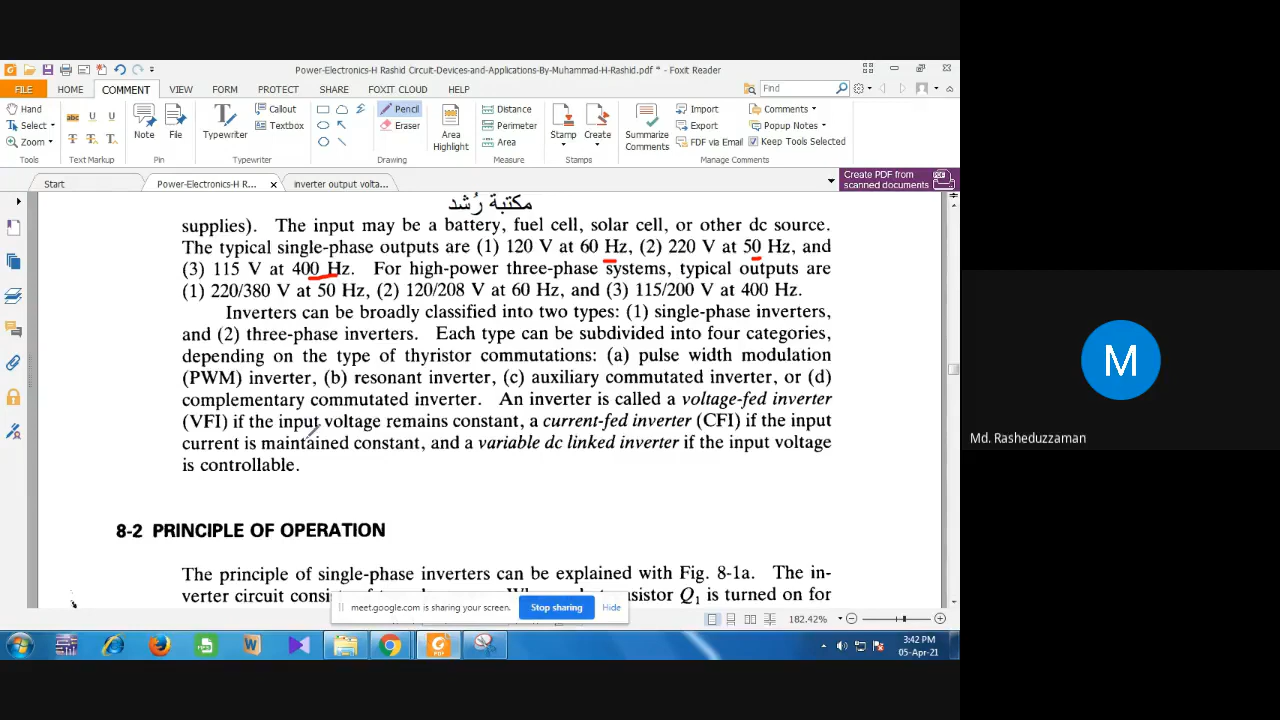 Power-Electronics-H Rashid Circuit-Devices-and-Applications-By-Muhammad-H-Rashid.pdf * - Foxit Reader
FILE HOME COMMENT VIEW FORM PROTECT SHARE FOXIT CLOUD HELP
Find
Hand
Select
Zoom
Tools
Text Markup
Note
File
Pin
Typewriter
Callout
Textbox
Typewriter
Pencil
Eraser
Drawing
Area Highlight
Distance
Perimeter
Area
Measure
Stamp
Create
Stamps
Summarize Comments
Import
Export
FDF via Email
Comments
Popup Notes
Keep Tools Selected
Manage Comments
Start
Power-Electronics-H R...
inverter output volta...
Create PDF from scanned documents
مكتبة رُشد
supplies). The input may be a battery, fuel cell, solar cell, or other dc source.
The typical single-phase outputs are (1) 120 V at 60 Hz, (2) 220 V at 50 Hz, and
(3) 115 V at 400 Hz. For high-power three-phase systems, typical outputs are
(1) 220/380 V at 50 Hz, (2) 120/208 V at 60 Hz, and (3) 115/200 V at 400 Hz.
Inverters can be broadly classified into two types: (1) single-phase inverters,
and (2) three-phase inverters. Each type can be subdivided into four categories,
depending on the type of thyristor commutations: (a) pulse width modulation
(PWM) inverter, (b) resonant inverter, (c) auxiliary commutated inverter, or (d)
complementary commutated inverter. An inverter is called a voltage-fed inverter
(VFI) if the input voltage remains constant, a current-fed inverter (CFI) if the input
current is maintained constant, and a variable dc linked inverter if the input voltage
is controllable.
8-2 PRINCIPLE OF OPERATION
The principle of single-phase inverters can be explained with Fig. 8-1a. The in-
verter circuit Q1 is turned on for
meet.google.com is sharing your screen. Stop sharing Hide
182.42%
3:42 PM
05-Apr-21
M
Md. Rasheduzzaman